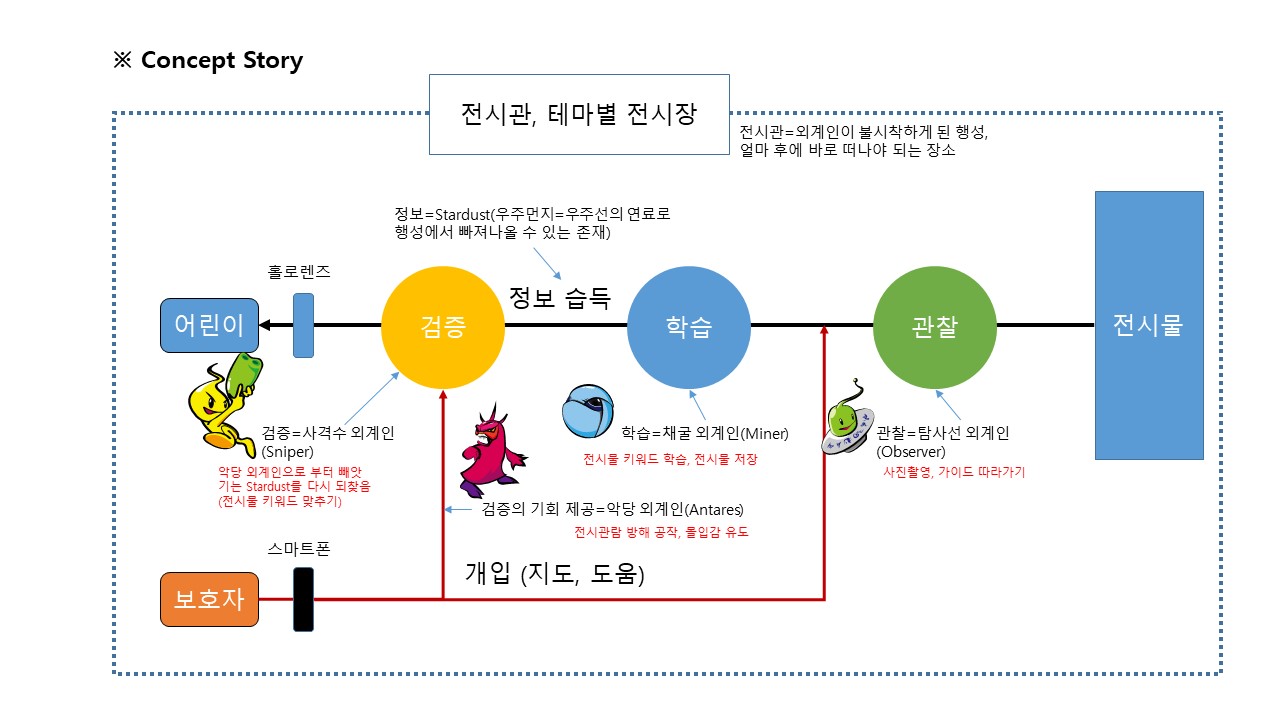 ※ Concept Story
전시관, 테마별 전시장
전시관=외계인이 불시착하게 된 행성,
얼마 후에 바로 떠나야 되는 장소
정보=Stardust(우주먼지=우주선의 연료로
행성에서 빠져나올 수 있는 존재)
홀로렌즈
정보 습득
어린이
검증
학습
관찰
전시물
검증=사격수 외계인
(Sniper)
악당 외계인으로 부터 빼앗
기는 Stardust를 다시 되찾음
(전시물 키워드 맞추기)
학습=채굴 외계인(Miner)
전시물 키워드 학습, 전시물 저장
관찰=탐사선 외계인
(Observer)
사진촬영, 가이드 따라가기
검증의 기회 제공=악당 외계인(Antares)
전시관람 방해 공작, 몰입감 유도
스마트폰
개입 (지도, 도움)
보호자